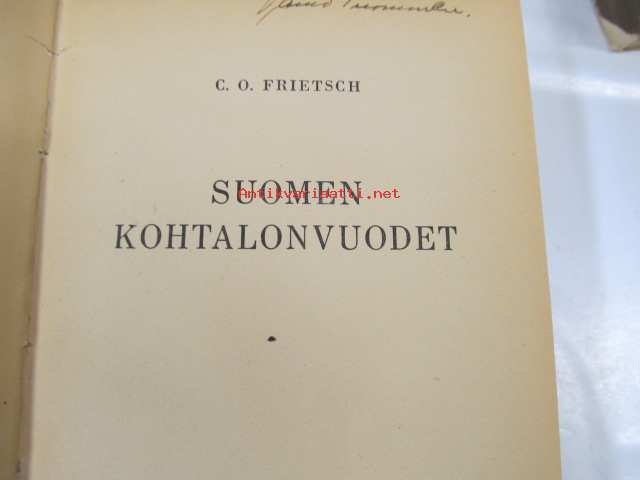 C. O. FRIETSCH
SUOMEN
Antikvariaatti.net
KOHTALONVUODET